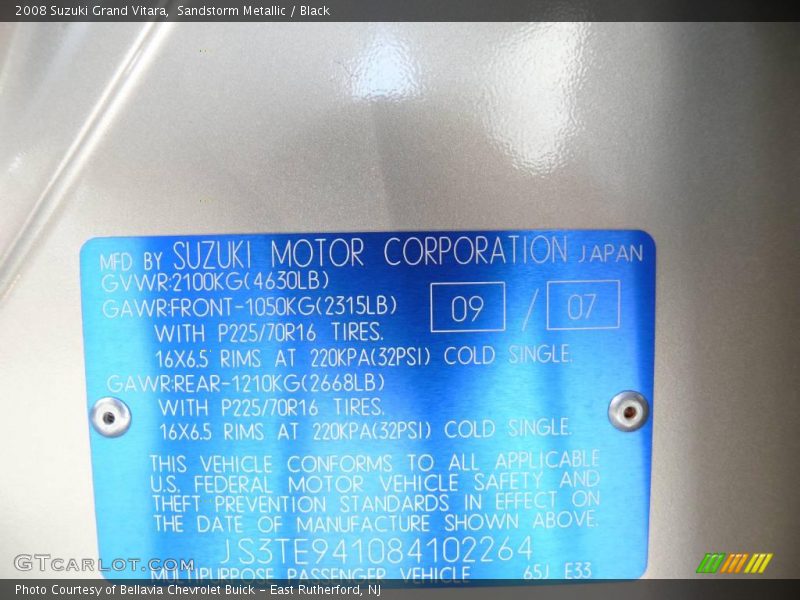 2008 Suzuki Grand Vitara, Sandstorm Metallic / Black
MFD BY SUZUKI MOTOR CORPORATION JAPAN
GVWR:2100KG(4630LB)
GAWR:FRONT-1050KG(2315LB)
09 / 07
WITH P225/70R16 TIRES.
16X6.5 RIMS AT 220KPA(32PSI) COLD SINGLE.
GAWR:REAR-1210KG(2668LB)
WITH P225/70R16 TIRES.
16X6.5 RIMS AT 220KPA(32PSI) COLD SINGLE.
THIS VEHICLE CONFORMS TO ALL APPLICABLE
U.S. FEDERAL MOTOR VEHICLE SAFETY AND
THEFT PREVENTION STANDARDS IN EFFECT ON
THE DATE OF MANUFACTURE SHOWN ABOVE.
JS3TE941084102264
MULTIPURPOSE PASSENGER VEHICLE 65J E33
GTCarLot.com
Photo Courtesy of Bellavia Chevrolet Buick - East Rutherford, NJ